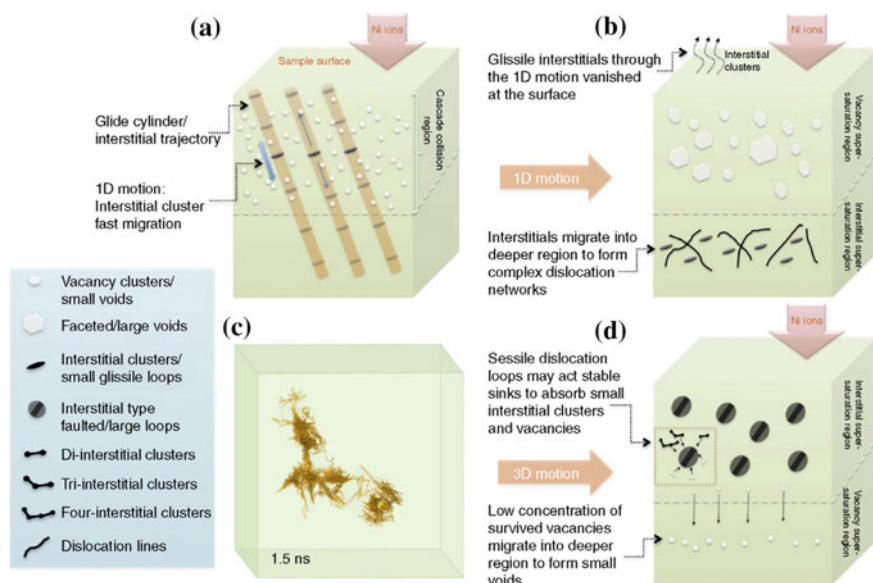 (a)
Ni ions
Sample surface
Cascade collision
region
Glide cylinder/
interstitial trajectory
1D motion:
Interstitial cluster
fast migration
(b)
Ni ions
Glissile interstitials through
the 1D motion vanished
at the surface
Interstitial
clusters
Vacancy super-
saturation region
1D motion
Interstitial super-
saturation region
Interstitials migrate into
deeper region to form
complex dislocation
networks
Vacancy clusters/
small voids
Faceted/large voids
Interstitial clusters/
small glissile loops
Interstitial type
faulted/large loops
Di-interstitial clusters
Tri-interstitial clusters
Four-interstitial clusters
Dislocation lines
(c)
1.5 ns
(d)
Ni ions
Sessile dislocation
loops may act stable
sinks to absorb small
interstitial clusters
and vacancies
Interstitial super-
saturation region
3D motion
Vacancy super-
saturation region
Low concentration of
survived vacancies
migrate into deeper
region to form small
voids